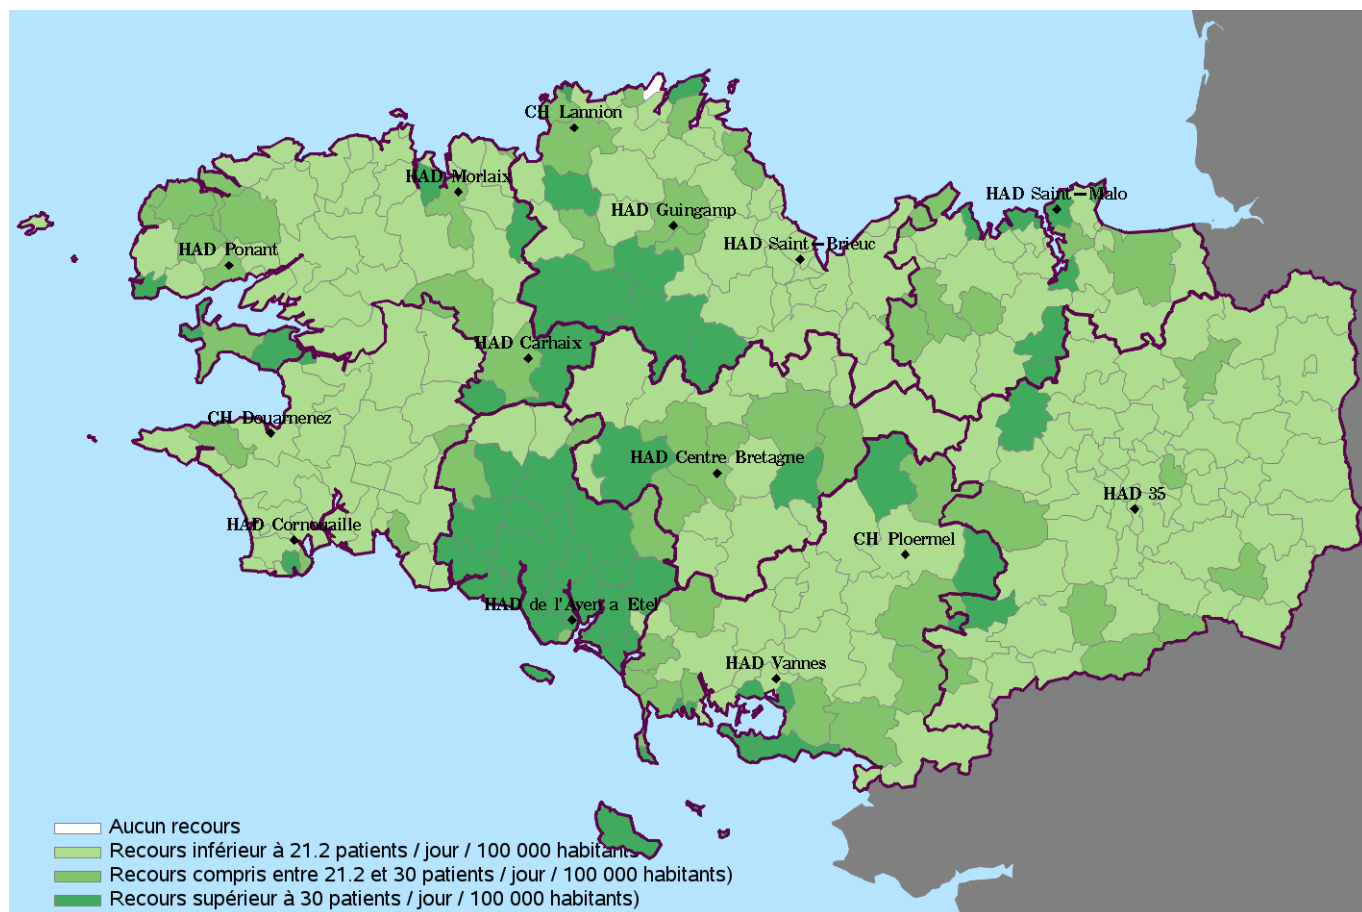 CH Lannion
HAD Morlaix
HAD Saint-Malo
HAD Guingamp
HAD Ponant
HAD Saint-Brieuc
HAD Carhaix
CH Douarnenez
HAD Centre Bretagne
HAD 35
HAD Cornouaille
CH Ploermel
HAD de l'Aven a Etel
HAD Vannes
Aucun recours
Recours inférieur à 21.2 patients / jour / 100 000 habitants
Recours compris entre 21.2 et 30 patients / jour / 100 000 habitants)
Recours supérieur à 30 patients / jour / 100 000 habitants)